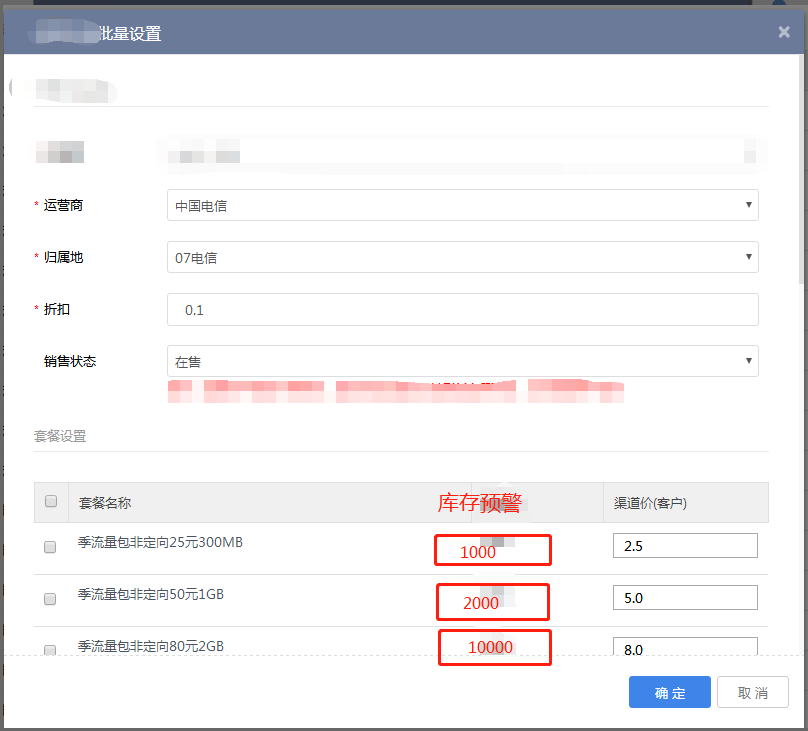 批量设置
* 运营商 中国电信
* 归属地 07电信
* 折扣 0.1
销售状态 在售
套餐设置
套餐名称 库存预警 渠道价(客户)
季流量包非定向25元300MB 1000 2.5
季流量包非定向50元1GB 2000 5.0
季流量包非定向80元2GB 10000 8.0
确定 取消